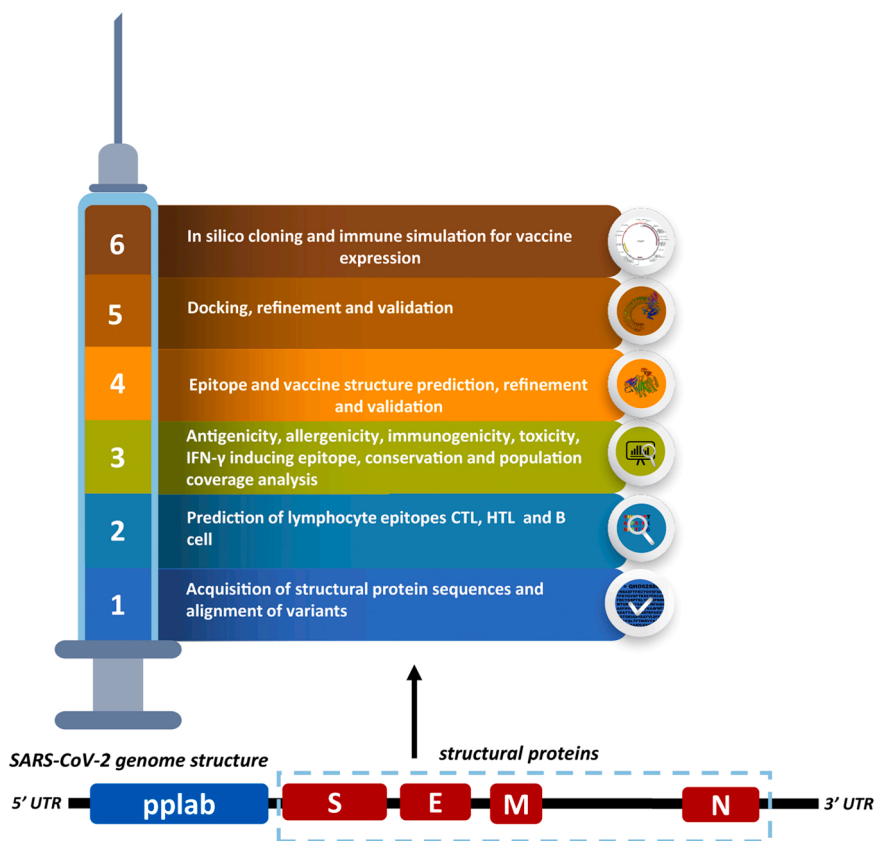 6
In silico cloning and immune simulation for vaccine
expression
5
Docking, refinement and validation
4
Epitope and vaccine structure prediction, refinement
and validation
3
Antigenicity, allergenicity, immunogenicity, toxicity,
IFN-γ inducing epitope, conservation and population
coverage analysis
2
Prediction of lymphocyte epitopes CTL, HTL and B
cell
1
Acquisition of structural protein sequences and
alignment of variants
SARS-CoV-2 genome structure
structural proteins
5’ UTR
pplab
S
E
M
N
3’ UTR